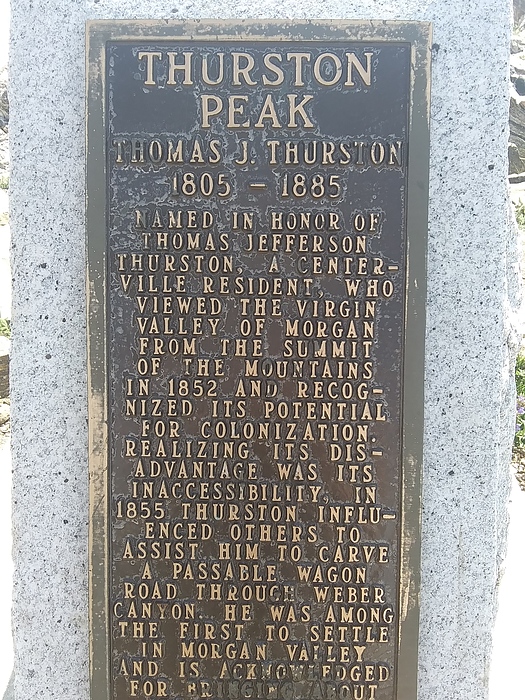 THURSTON
PEAK
THOMAS J. THURSTON
1805 – 1885
NAMED IN HONOR OF
THOMAS JEFFERSON
THURSTON, A CENTER-
VILLE RESIDENT, WHO
VIEWED THE VIRGIN
VALLEY OF MORGAN
FROM THE SUMMIT
OF THE MOUNTAINS
IN 1852 AND RECOG-
NIZED ITS POTENTIAL
FOR COLONIZATION.
REALIZING ITS DIS-
ADVANTAGE WAS ITS
INACCESSIBILITY, IN
1855 THURSTON INFLU-
ENCED OTHERS TO
ASSIST HIM TO CARVE
A PASSABLE WAGON
ROAD THROUGH WEBER
CANYON. HE WAS AMONG
THE FIRST TO SETTLE
IN MORGAN VALLEY
AND IS ACKNOWLEDGED
FOR BRINGING ABOUT